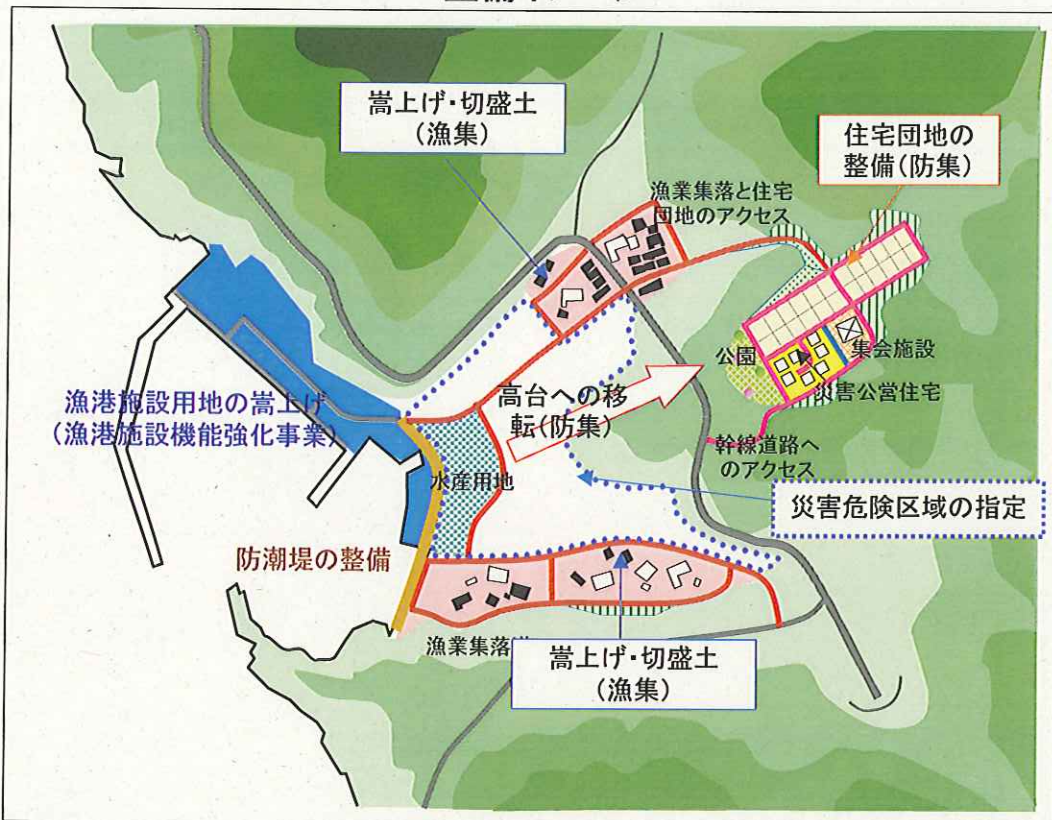 嵩上げ・切盛土
(漁集)
住宅団地の
整備(防集)
漁業集落と住宅
団地のアクセス
公園
集会施設
災害公営住宅
漁港施設用地の嵩上げ
(漁港施設機能強化事業)
高台への移
転(防集)
幹線道路へ
のアクセス
水産用地
災害危険区域の指定
防潮堤の整備
漁業集落
嵩上げ・切盛土
(漁集)